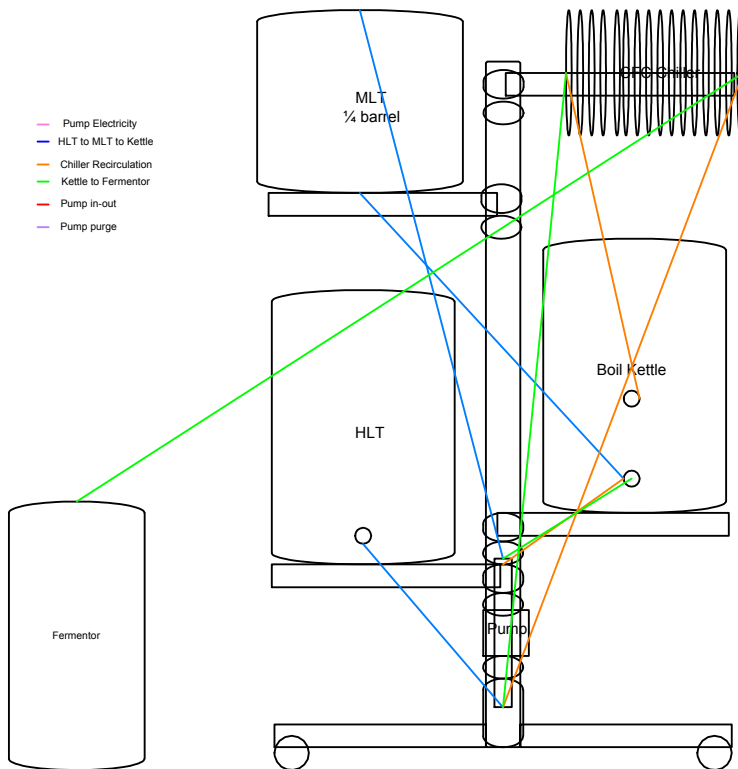 MLT
¼ barrel
CFC Chiller
Pump Electricity
HLT to MLT to Kettle
Chiller Recirculation
Kettle to Fermentor
Pump in-out
Pump purge
Boil Kettle
HLT
Pump
Fermentor